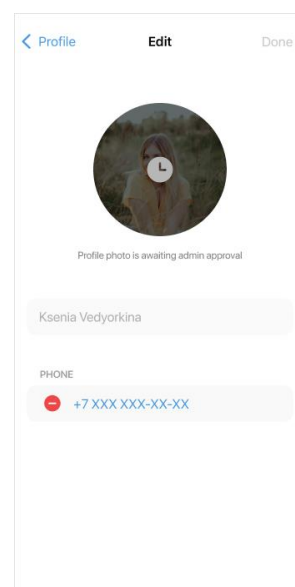 Profile
Edit
Done
Profile photo is awaiting admin approval
Ksenia Vedyorkina
PHONE
+7 XXX XXX-XX-XX